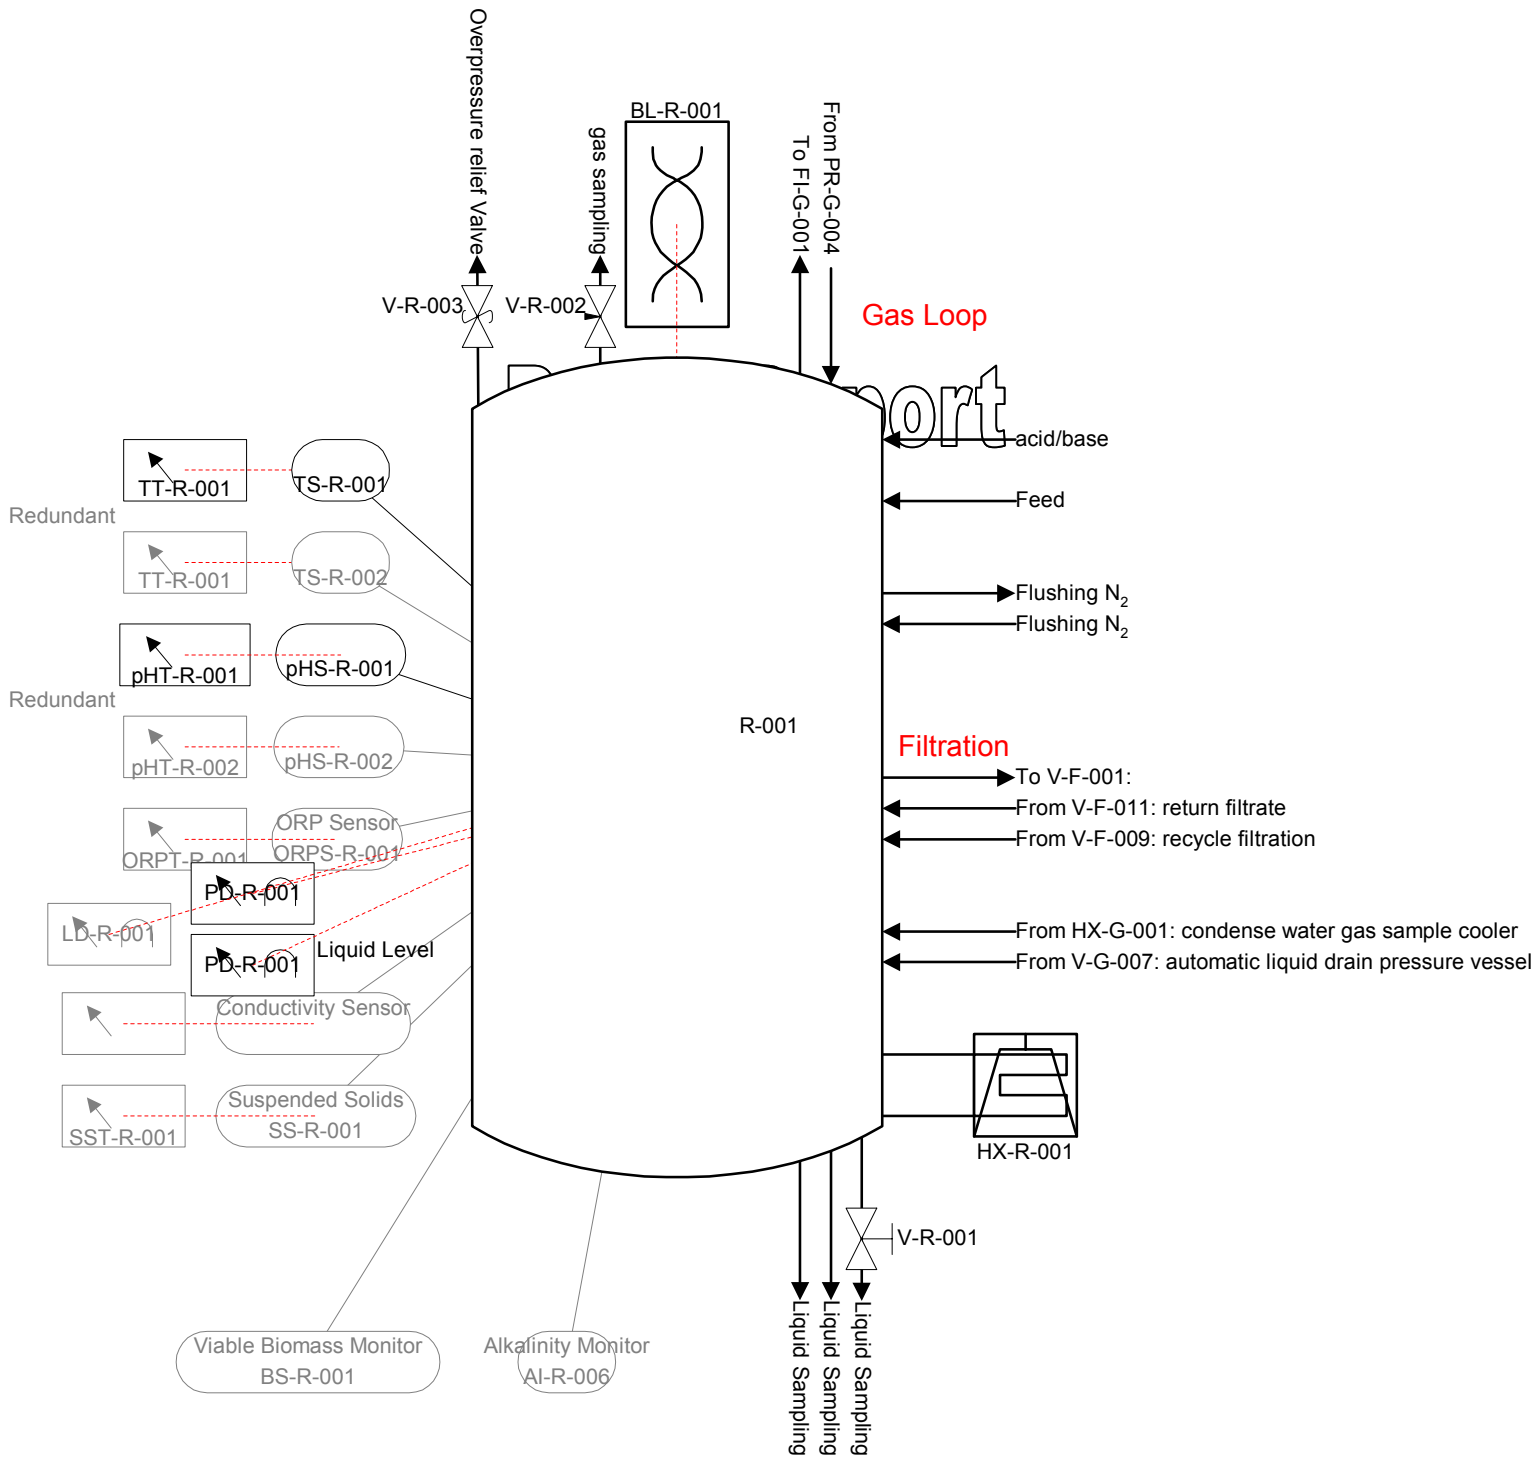 Overpressure relief Valve
gas sampling
BL-R-001
To FI-G-001
From PR-G-004
V-R-003
V-R-002
Gas Loop
port
acid/base
TT-R-001
TS-R-001
Feed
Redundant
TT-R-001
TS-R-002
Flushing N₂
Flushing N₂
pHT-R-001
pHS-R-001
Redundant
R-001
Filtration
pHT-R-002
pHS-R-002
To V-F-001:
From V-F-011: return filtrate
ORP Sensor
From V-F-009: recycle filtration
ORPT-R-001
ORPS-R-001
PD-R-001
LD-R-001
From HX-G-001: condense water gas sample cooler
PD-R-001
Liquid Level
From V-G-007: automatic liquid drain pressure vessel
Conductivity Sensor
Suspended Solids
SST-R-001
SS-R-001
HX-R-001
V-R-001
Viable Biomass Monitor
BS-R-001
Alkalinity Monitor
AI-R-006
Liquid Sampling
Liquid Sampling
Liquid Sampling